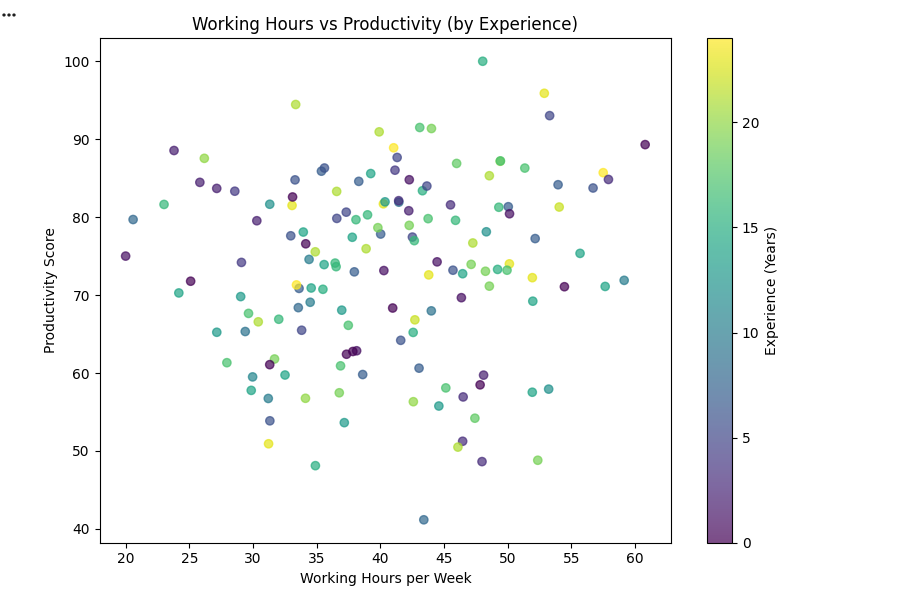 ...
Working Hours vs Productivity (by Experience)
100
90
80
70
60
50
40
Productivity Score
20 25 30 35 40 45 50 55 60
Working Hours per Week
20
15
10
5
0
Experience (Years)